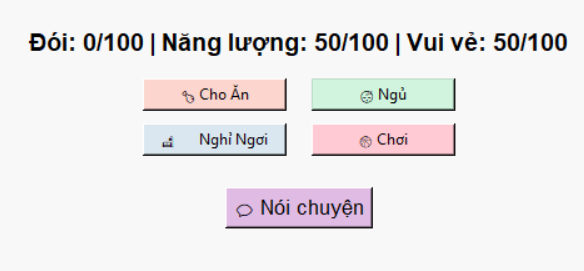 Đói: 0/100 | Năng lượng: 50/100 | Vui vẻ: 50/100
Cho Ăn
Ngủ
Nghỉ Ngơi
Chơi
Nói chuyện